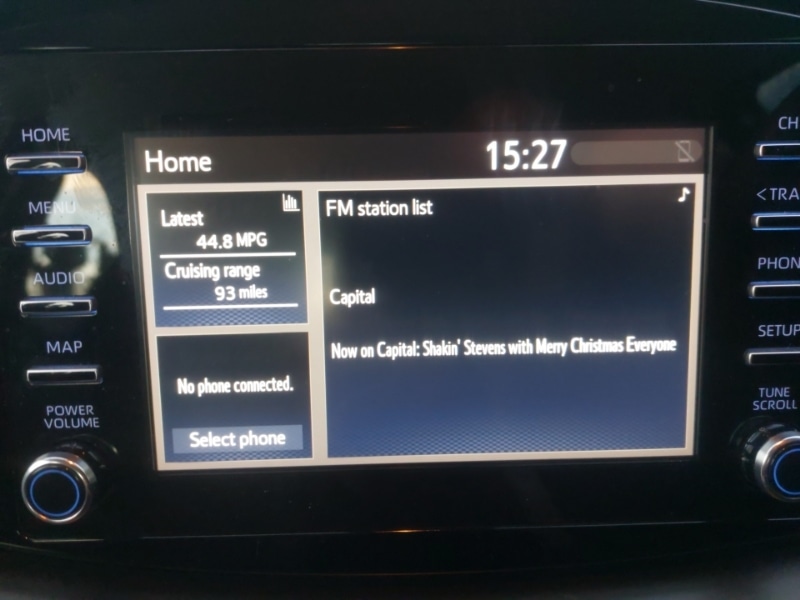 HOME
MENU
AUDIO
MAP
POWER
VOLUME
Home
15:27
Latest
44.8 MPG
Cruising range
93 miles
No phone connected.
Select phone
FM station list
Capital
Now on Capital: Shakin' Stevens with Merry Christmas Everyone
CH
<TRA
PHON
SETUP
TUNE
SCROLL